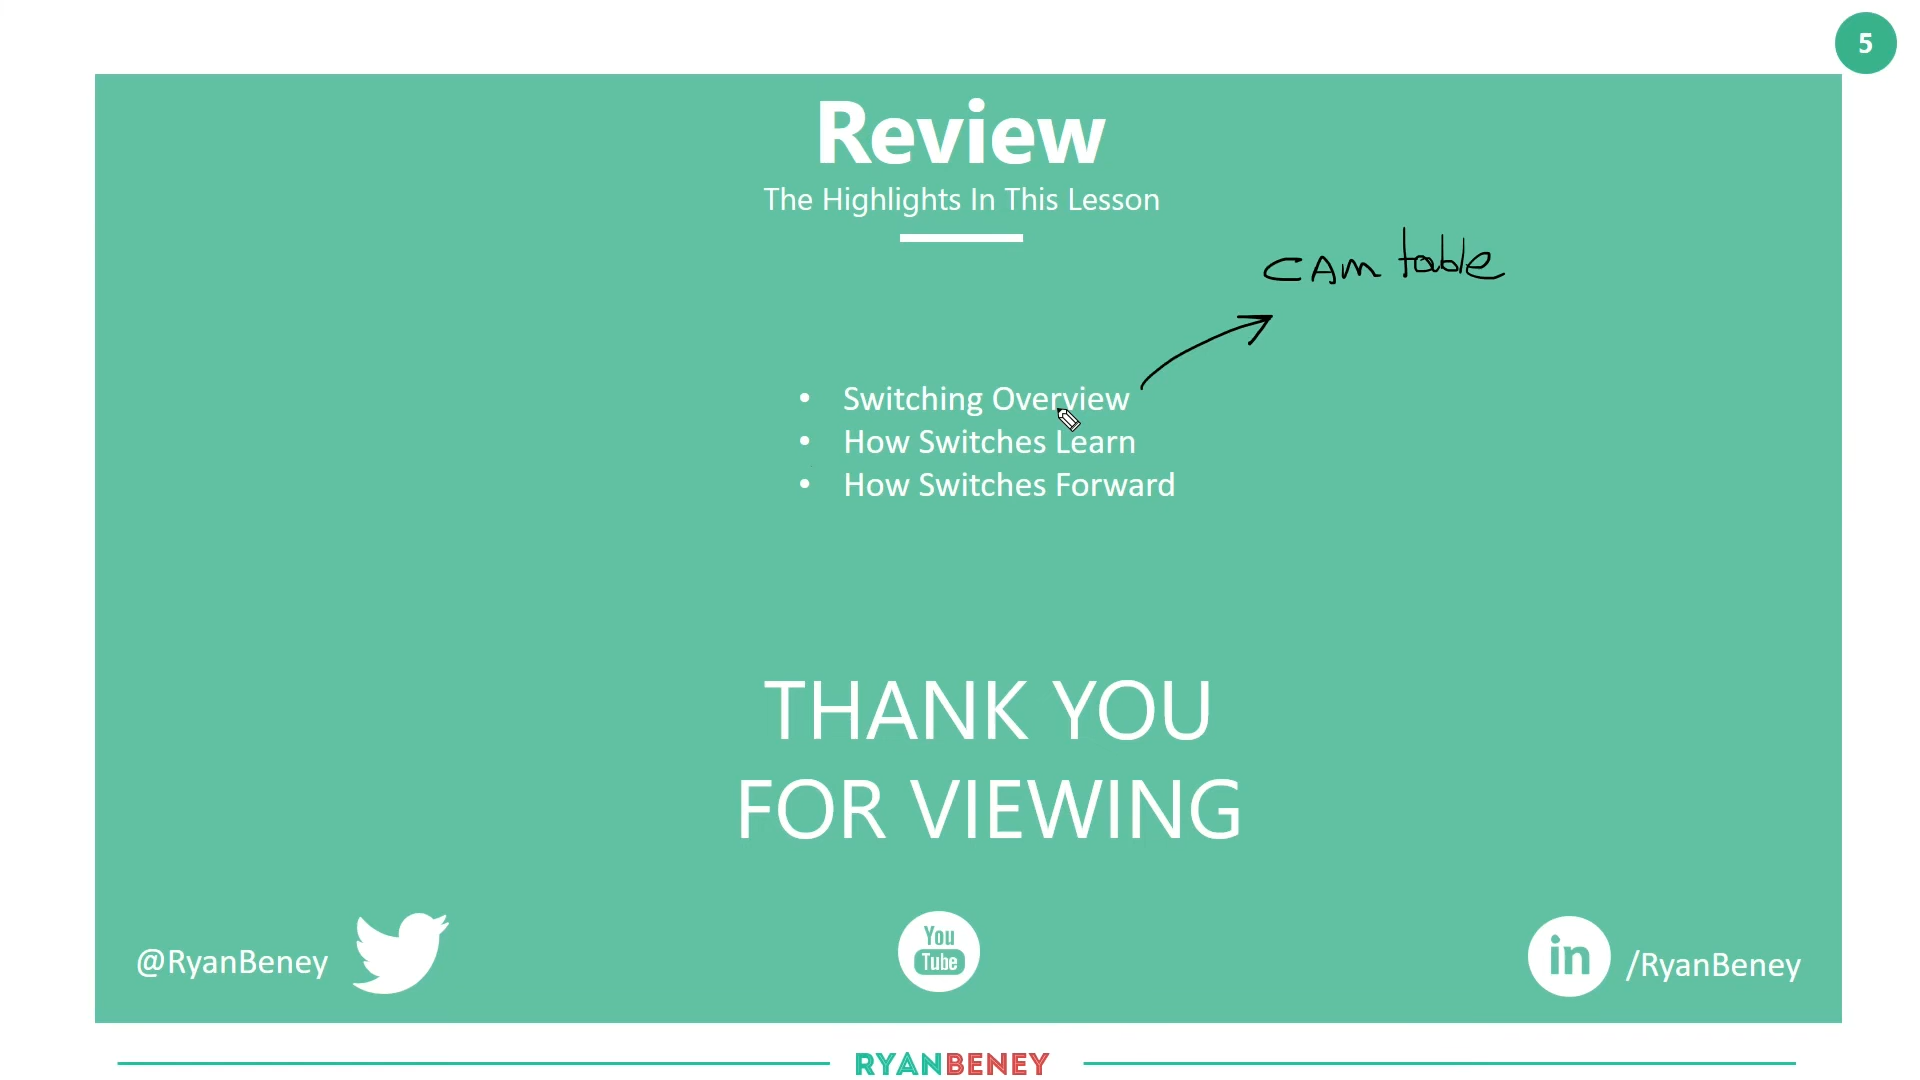 5
Review
The Highlights In This Lesson
CAM table
• Switching Overview
• How Switches Learn
• How Switches Forward
THANK YOU
FOR VIEWING
@RyanBeney
You
Tube
in
/RyanBeney
RYANBENEY